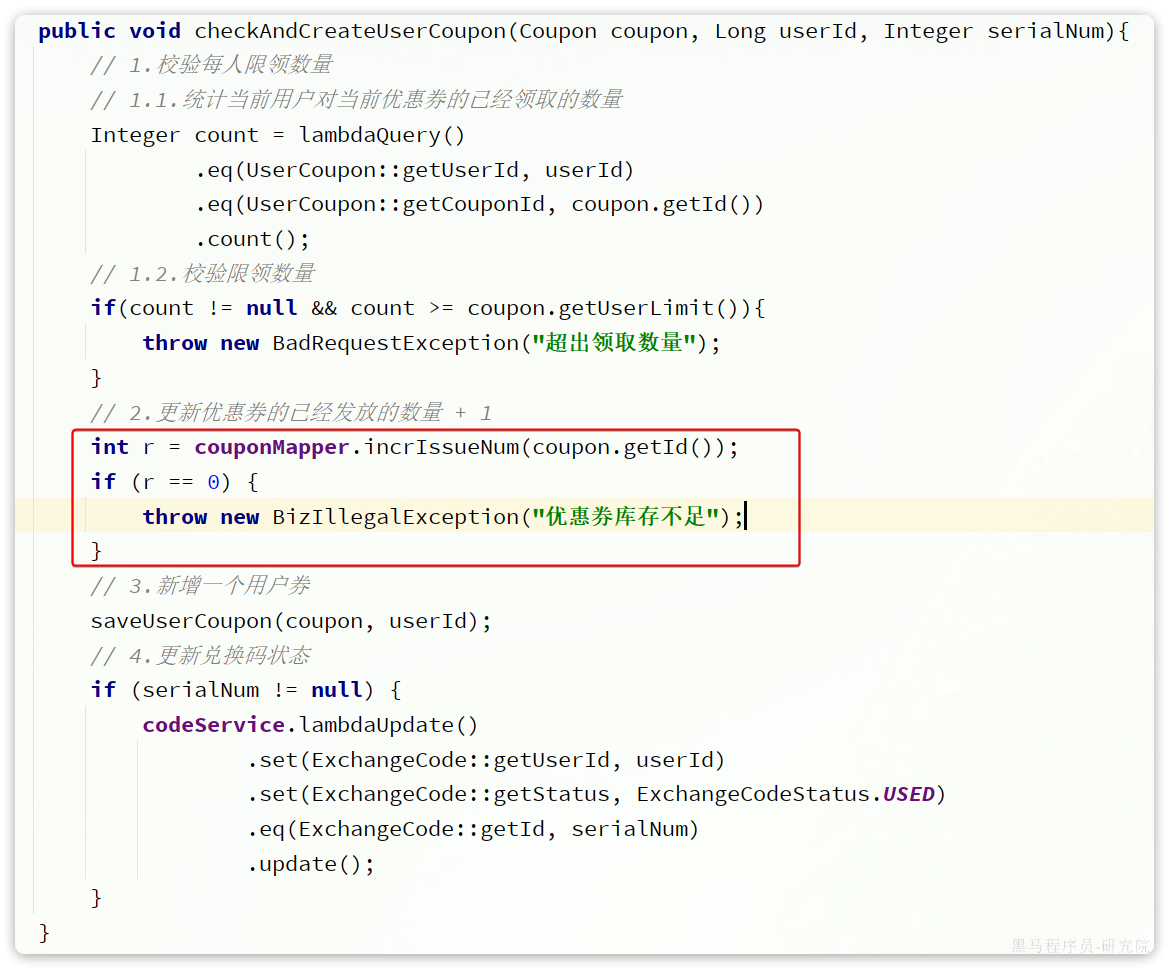 public void checkAndCreateUserCoupon(Coupon coupon, Long userId, Integer serialNum){
// 1.校验每人限领数量
// 1.1.统计当前用户对当前优惠券的已经领取的数量
Integer count = lambdaQuery()
.eq(UserCoupon::getUserId, userId)
.eq(UserCoupon::getCouponId, coupon.getId())
.count();
// 1.2.校验限领数量
if(count != null && count >= coupon.getUserLimit()){
throw new BadRequestException("超出领取数量");
}
// 2.更新优惠券的已经发放的数量 + 1
int r = couponMapper.incrIssueNum(coupon.getId());
if (r == 0) {
throw new BizIllegalException("优惠券库存不足");
}
// 3.新增一个用户券
saveUserCoupon(coupon, userId);
// 4.更新兑换码状态
if (serialNum != null) {
codeService.lambdaUpdate()
.set(ExchangeCode::getUserId, userId)
.set(ExchangeCode::getStatus, ExchangeCodeStatus.USED)
.eq(ExchangeCode::getId, serialNum)
.update();
}
}
黑马程序员-研究院